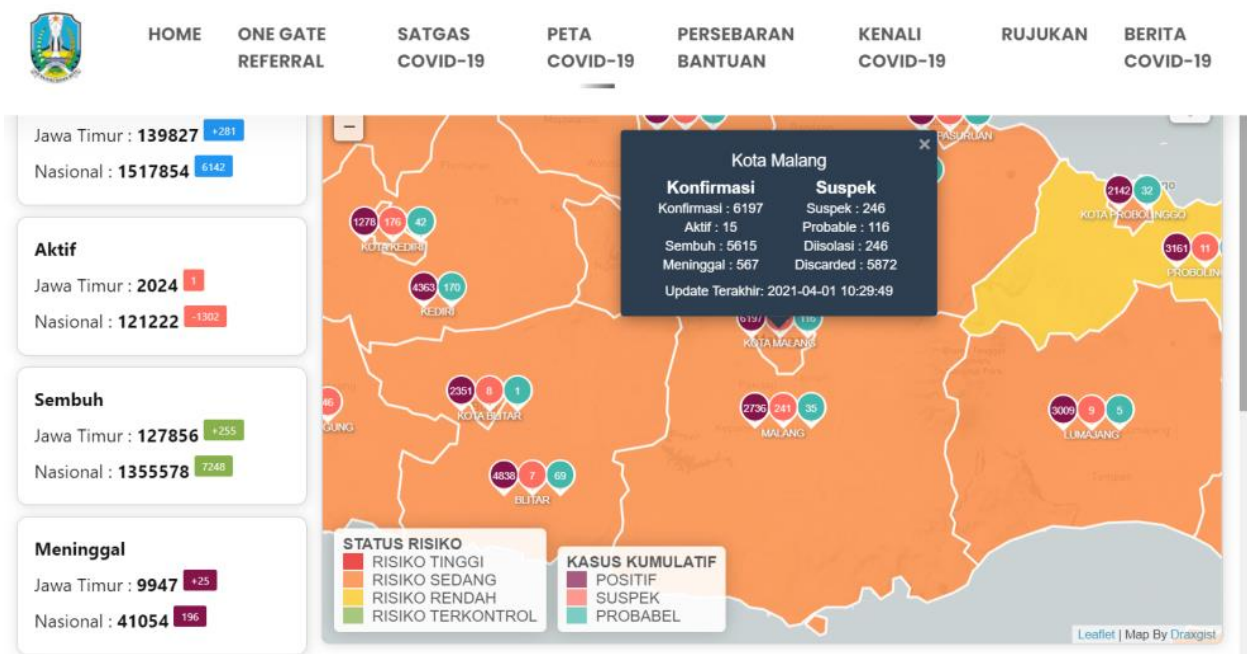 HOME
ONE GATE
REFERRAL
SATGAS
COVID-19
PETA
COVID-19
PERSEBARAN
BANTUAN
KENALI
COVID-19
RUJUKAN
BERITA
COVID-19
Jawa Timur : 139827 +281
Nasional : 1517854 6142
Aktif
Jawa Timur : 2024 1
Nasional : 121222 -1302
Sembuh
Jawa Timur : 127856 +255
Nasional : 1355578 7248
Meninggal
Jawa Timur : 9947 +25
Nasional : 41054 196
−
PASURUAN
Kota Malang
×
Konfirmasi
Konfirmasi : 6197
Aktif : 15
Sembuh : 5615
Meninggal : 567
Suspek
Suspek : 246
Probable : 116
Diisolasi : 246
Discarded : 5872
Update Terakhir: 2021-04-01 10:29:49
2142 32
KOTA PROBOLINGGO
1278 176 42
KOTA KEDIRI
3161 11
PROBOLIN
4363 170
KEDIRI
6197 116
KOTA MALANG
2351 8 1
KOTA BLITAR
46
GUNG
2736 241 35
MALANG
3009 9 5
LUMAJANG
4838 7 69
BLITAR
STATUS RISIKO
RISIKO TINGGI
RISIKO SEDANG
RISIKO RENDAH
RISIKO TERKONTROL
KASUS KUMULATIF
POSITIF
SUSPEK
PROBABEL
Leaflet | Map By Draxgist